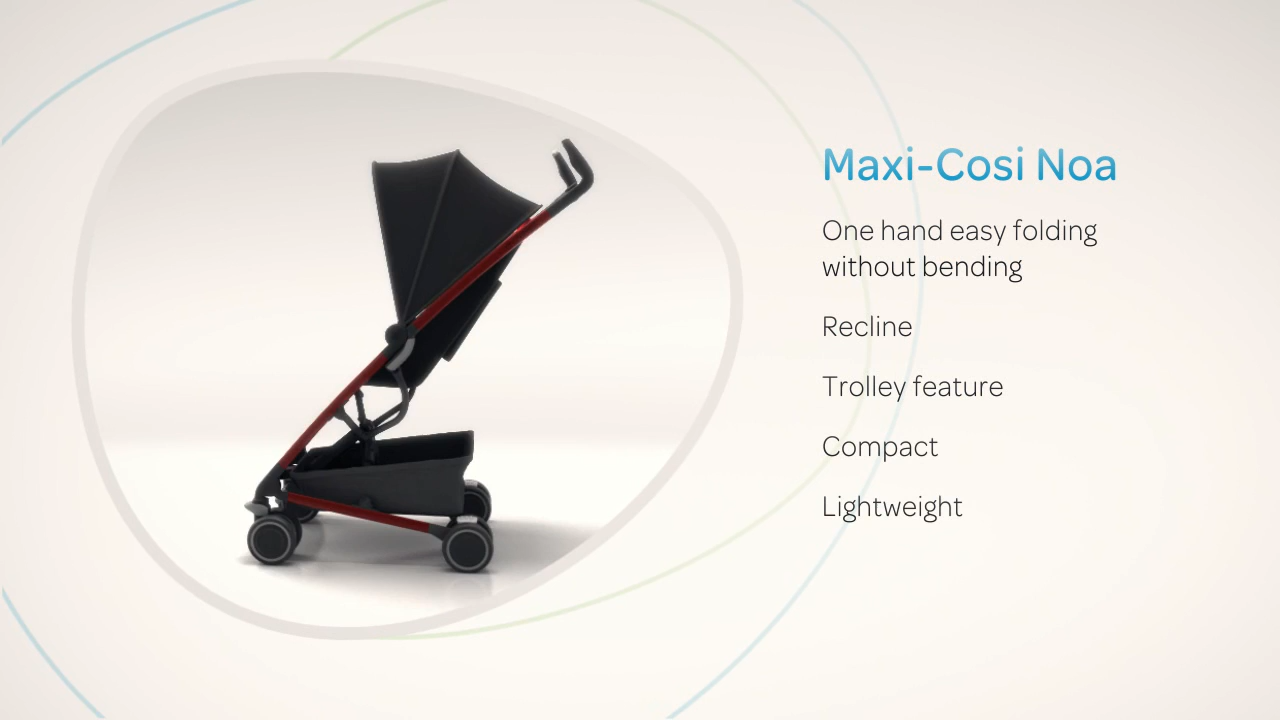 Maxi-Cosi Noa
One hand easy folding
without bending
Recline
Trolley feature
Compact
Lightweight